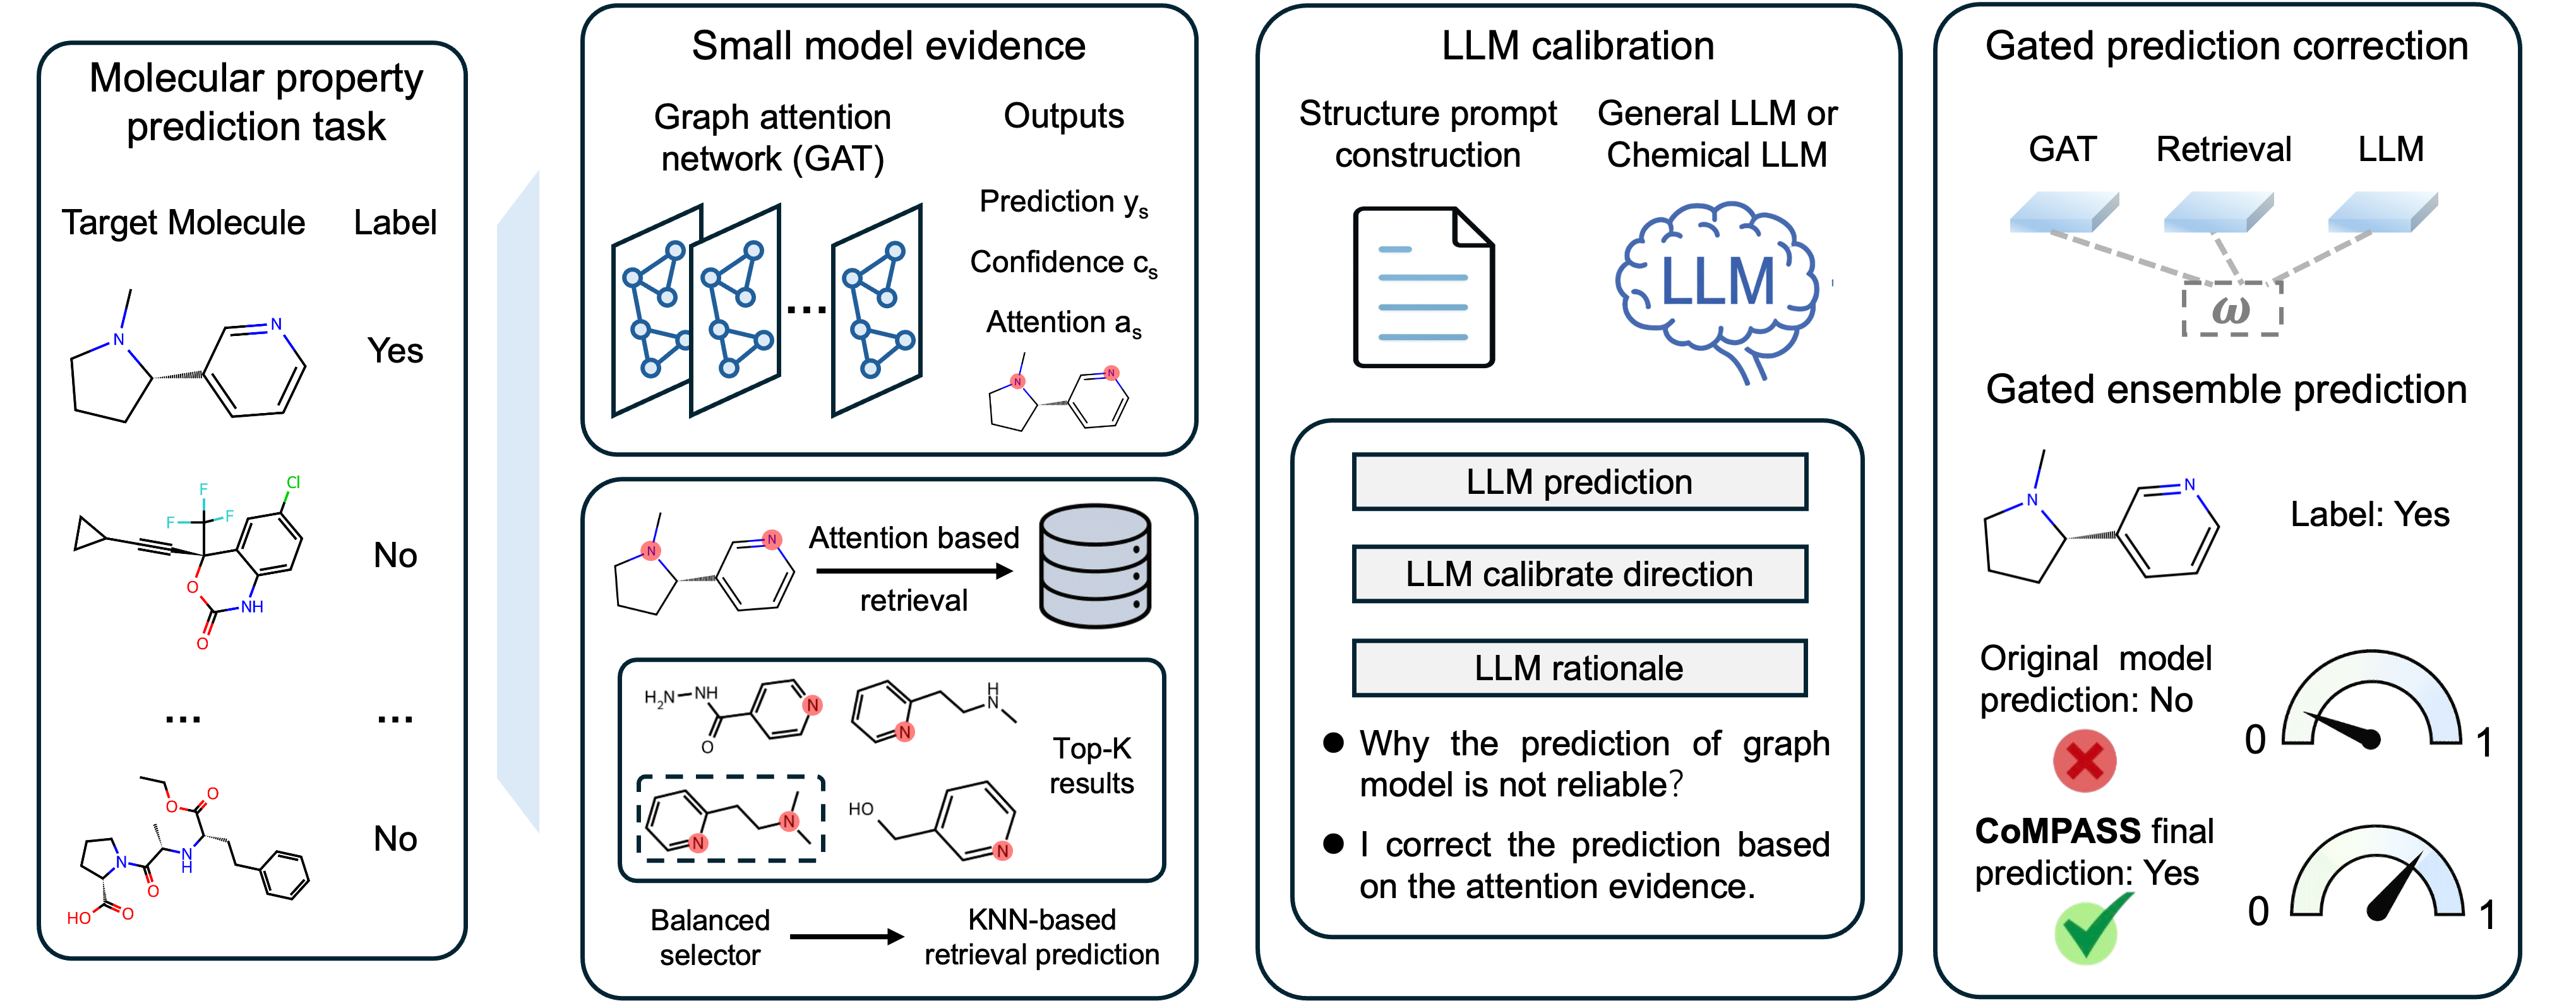 Molecular property
prediction task
Target Molecule
Label
N
N
Yes
F
F
F
Cl
O
NH
O
No
...
...
O
O
N
N
H
O
HO
O
No
Small model evidence
Graph attention
network (GAT)
Outputs
...
Prediction ys
Confidence cs
Attention as
N
N
N
N
Attention based
retrieval
H2N
NH
O
N
N
H
N
N
N
HO
N
Top-K
results
Balanced
selector
KNN-based
retrieval prediction
LLM calibration
Structure prompt
construction
General LLM or
Chemical LLM
LLM
LLM prediction
LLM calibrate direction
LLM rationale
● Why the prediction of graph
model is not reliable?
● I correct the prediction based
on the attention evidence.
Gated prediction correction
GAT
Retrieval
LLM
ω
Gated ensemble prediction
N
N
Label: Yes
Original model
prediction: No
0
1
CoMPASS final
prediction: Yes
0
1